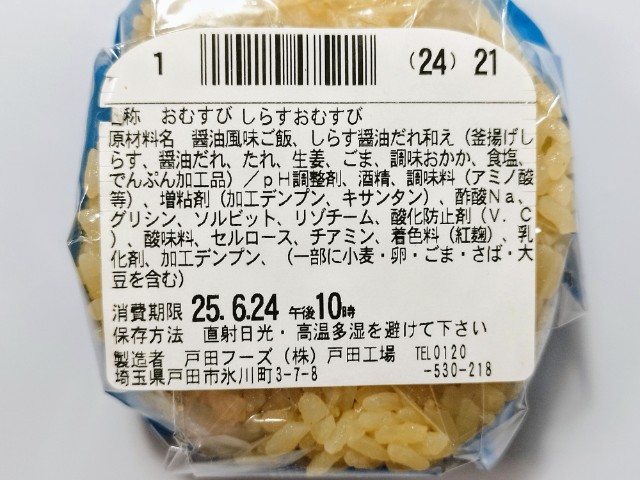 1 (24) 21
称 おむすび しらすおむすび
原材料名 醤油風味ご飯、しらす醤油だれ和え(釜揚げし
らす、醤油だれ、たれ、生姜、ごま、調味おかか、食塩、
でんぷん加工品)/pH調整剤、酒精、調味料(アミノ酸
等)、増粘剤(加工デンプン、キサンタン)、酢酸Na、
グリシン、ソルビット、リゾチーム、酸化防止剤(V.C
)、酸味料、セルロース、チアミン、着色料(紅麹)、乳
化剤、加工デンプン、(一部に小麦・卵・ごま・さば・大
豆を含む)
消費期限 25.6.24 午後10時
保存方法 直射日光・高温多湿を避けて下さい
製造者 戸田フーズ(株)戸田工場 TEL0120
埼玉県戸田市氷川町3-7-8 -530-218